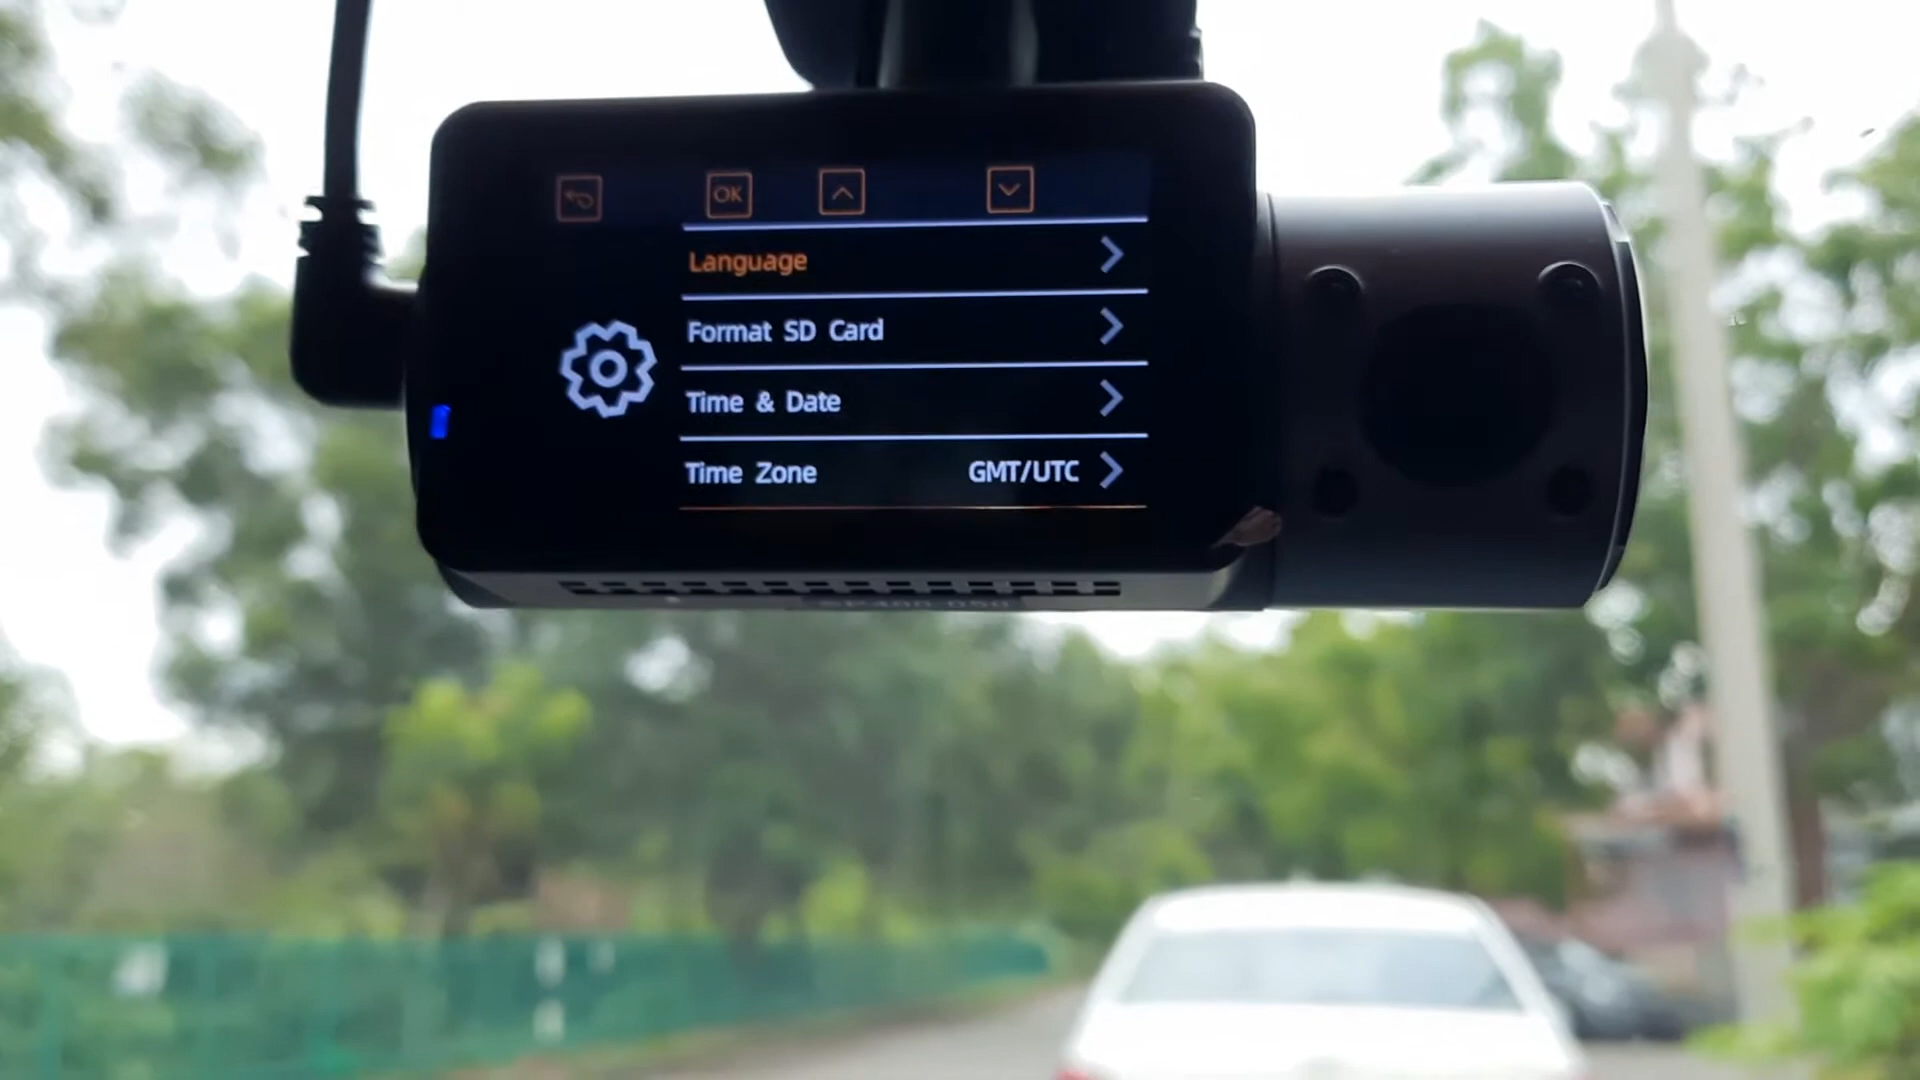 OK
Language
Format SD Card
Time & Date
Time Zone GMT/UTC